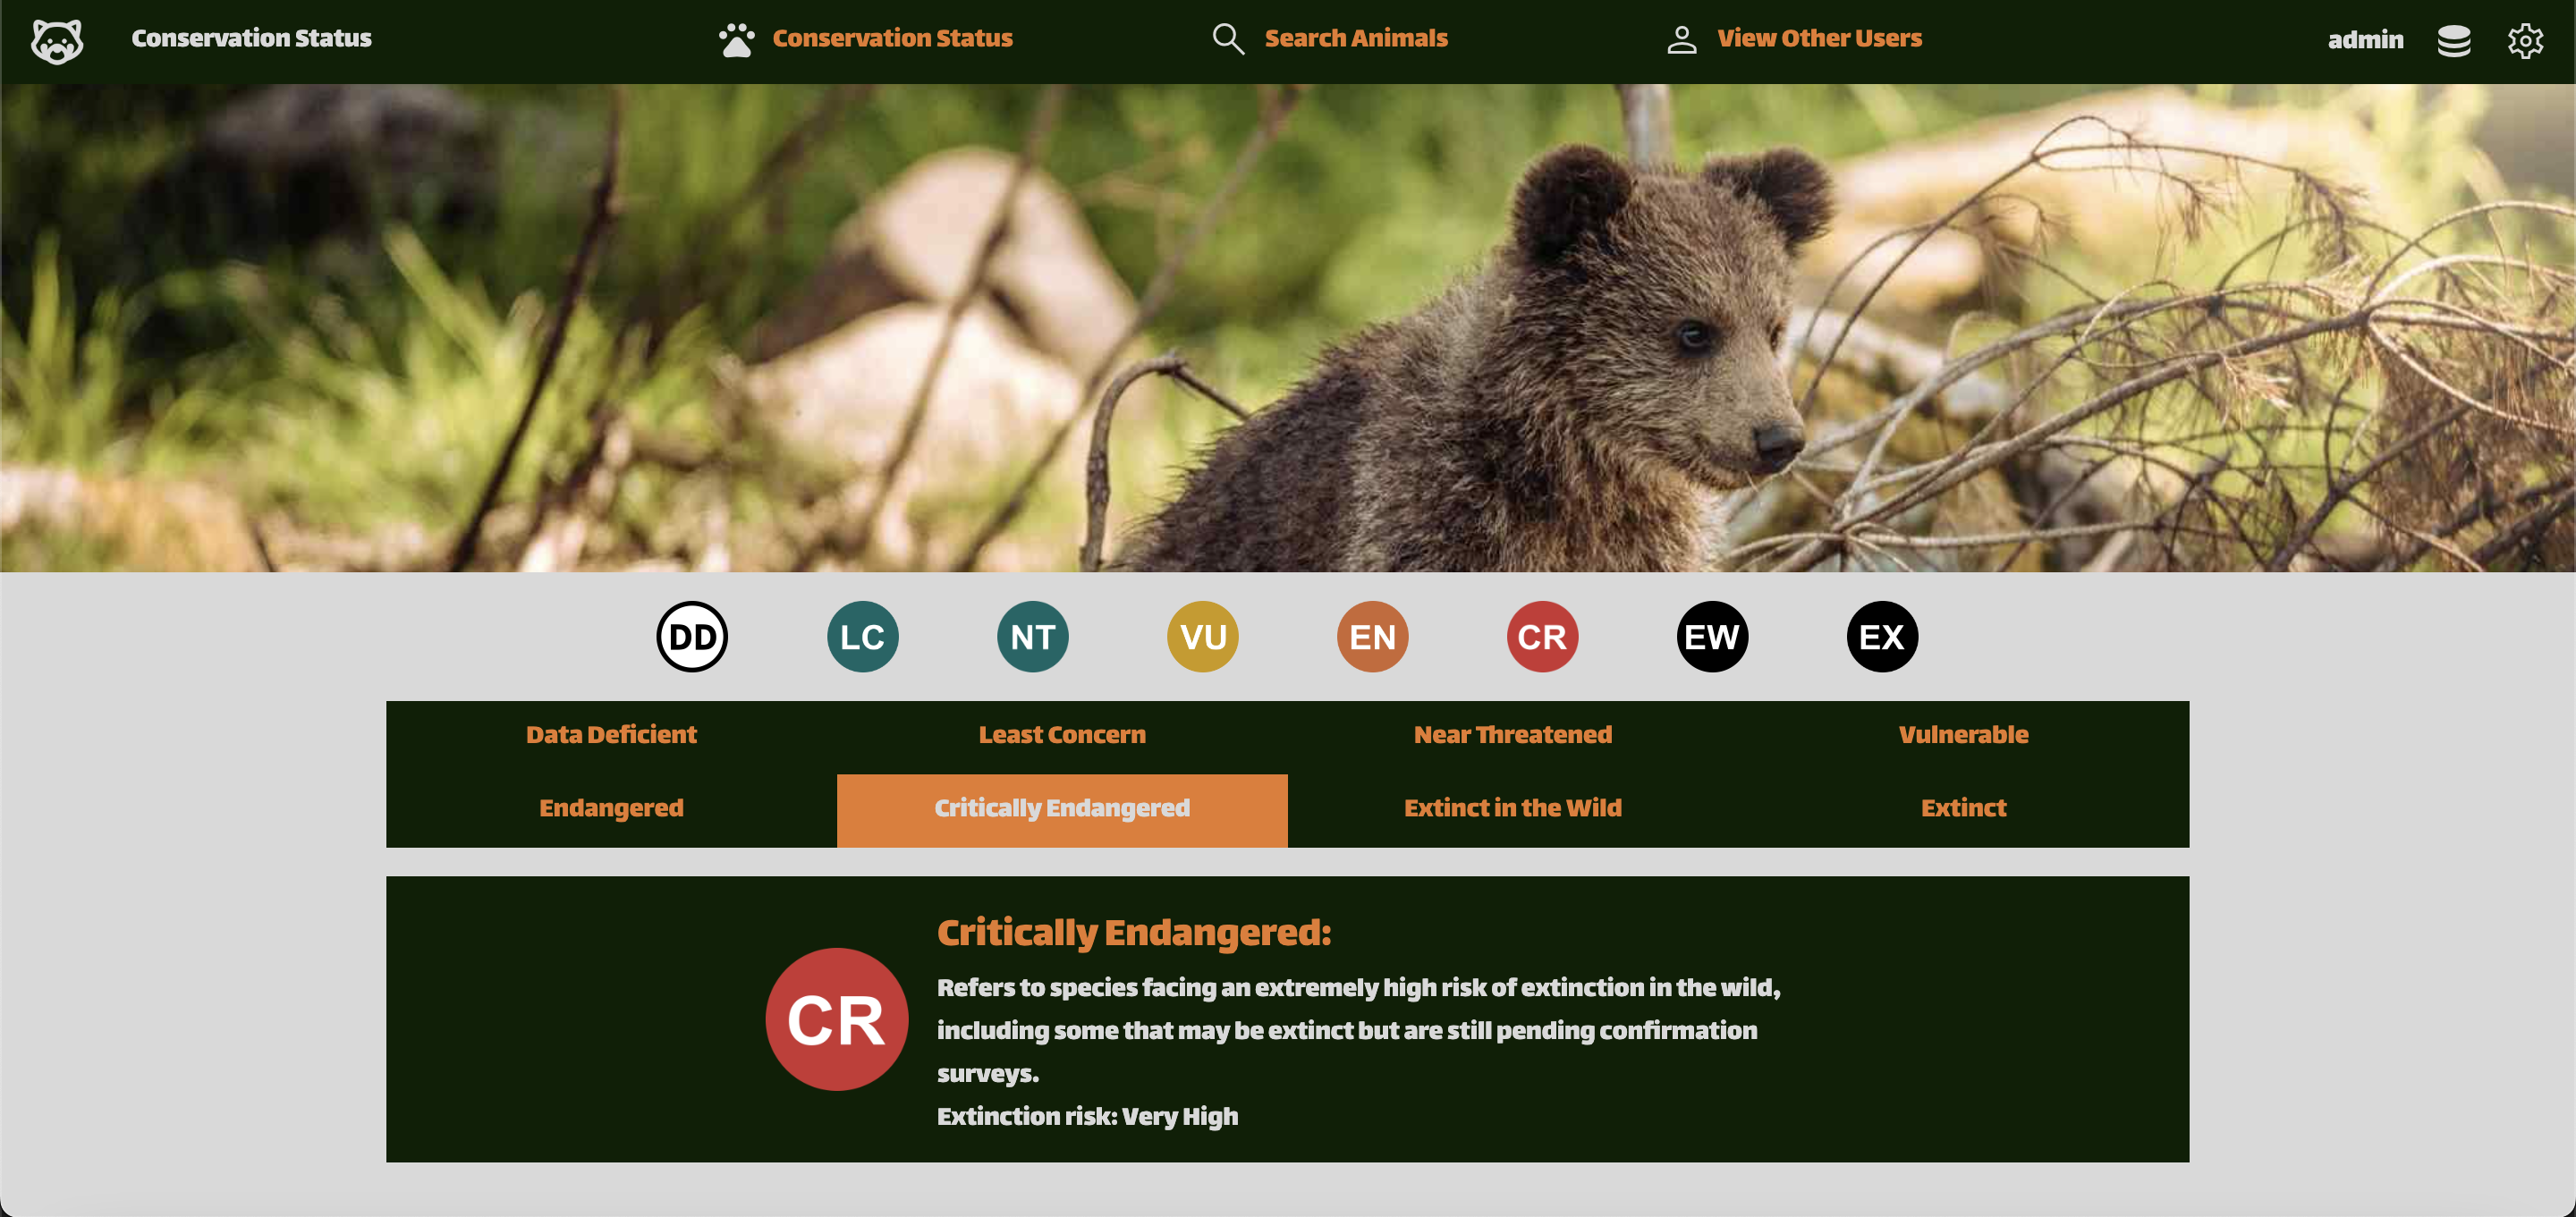 Conservation Status
Conservation Status
Search Animals
View Other Users
admin
DD
LC
NT
VU
EN
CR
EW
EX
Data Deficient
Least Concern
Near Threatened
Vulnerable
Endangered
Critically Endangered
Extinct in the Wild
Extinct
CR
Critically Endangered:
Refers to species facing an extremely high risk of extinction in the wild,
including some that may be extinct but are still pending confirmation
surveys.
Extinction risk: Very High